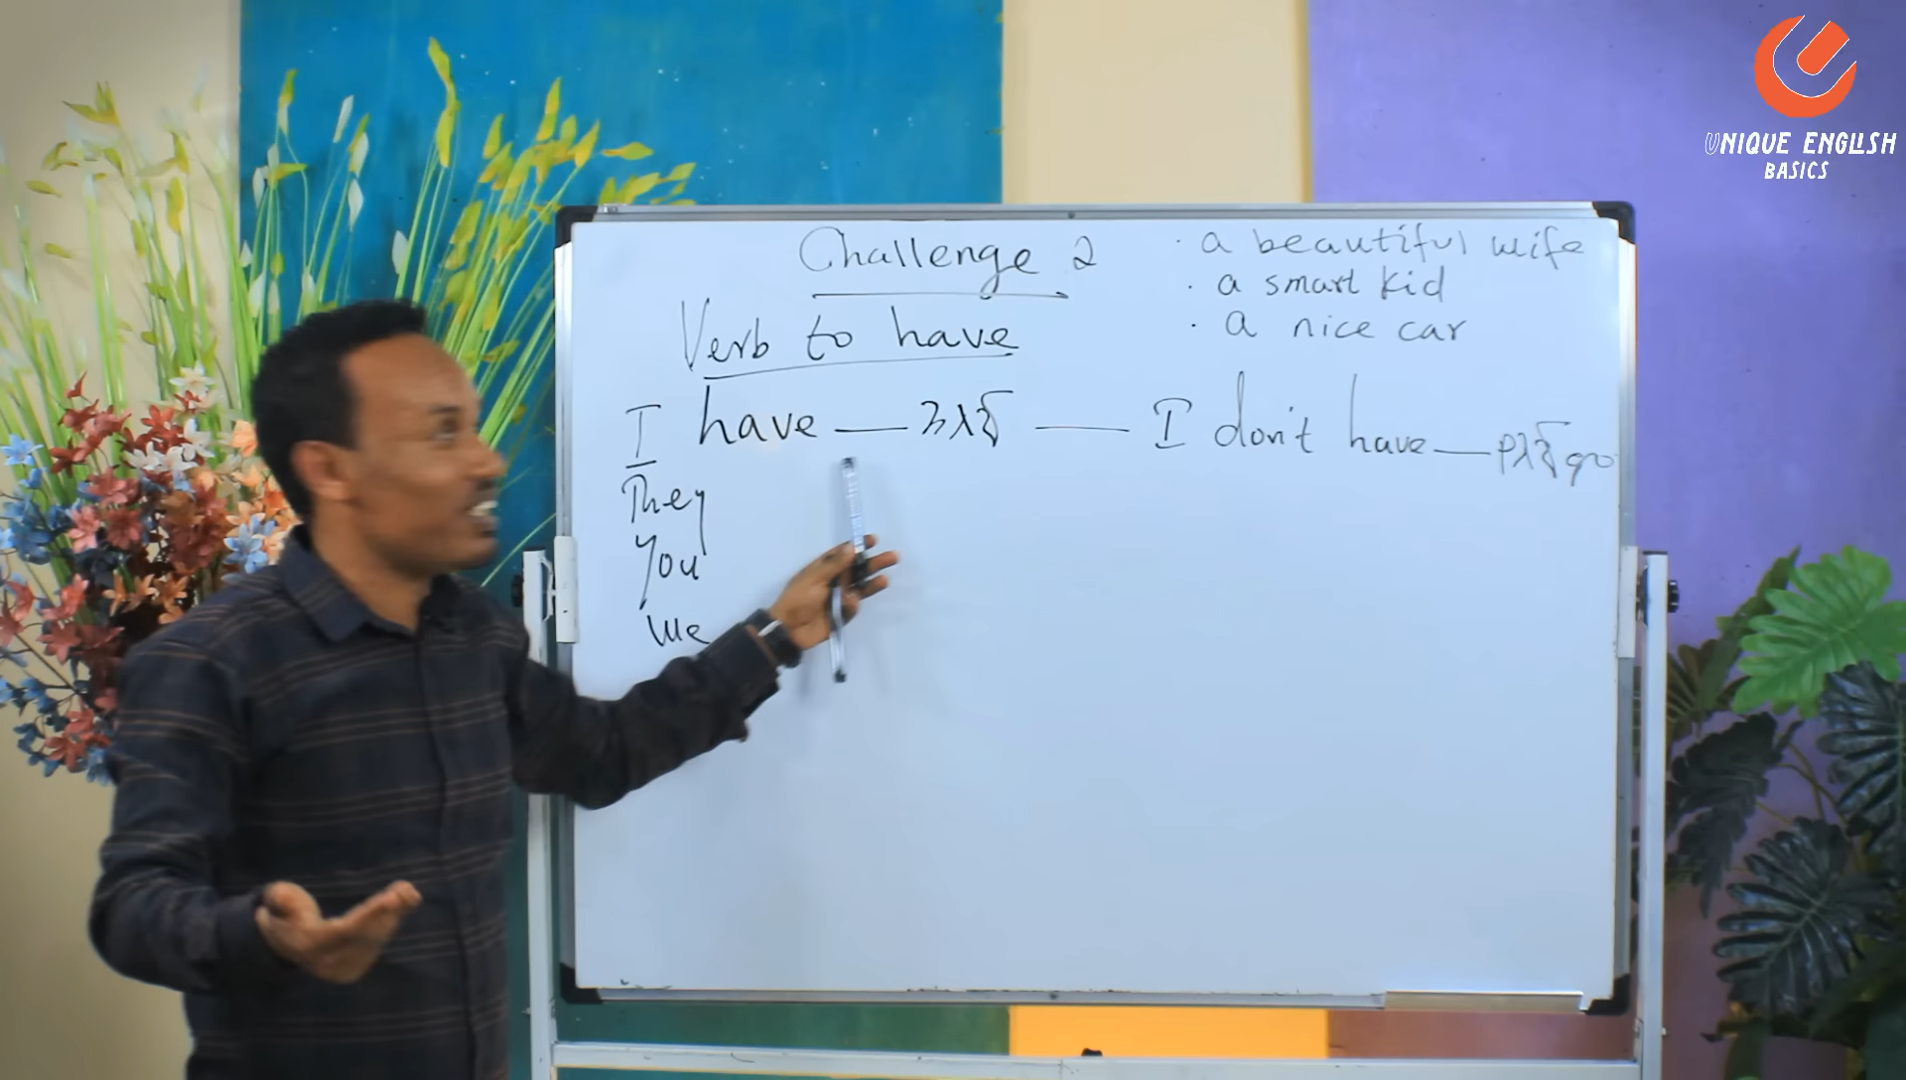 UNIQUE ENGLISH
BASICS
Challenge 2
Verb to have
· a beautiful wife
· a smart kid
· a nice car
I have — አለኝ — I don't have — የለኝም
They
You
We